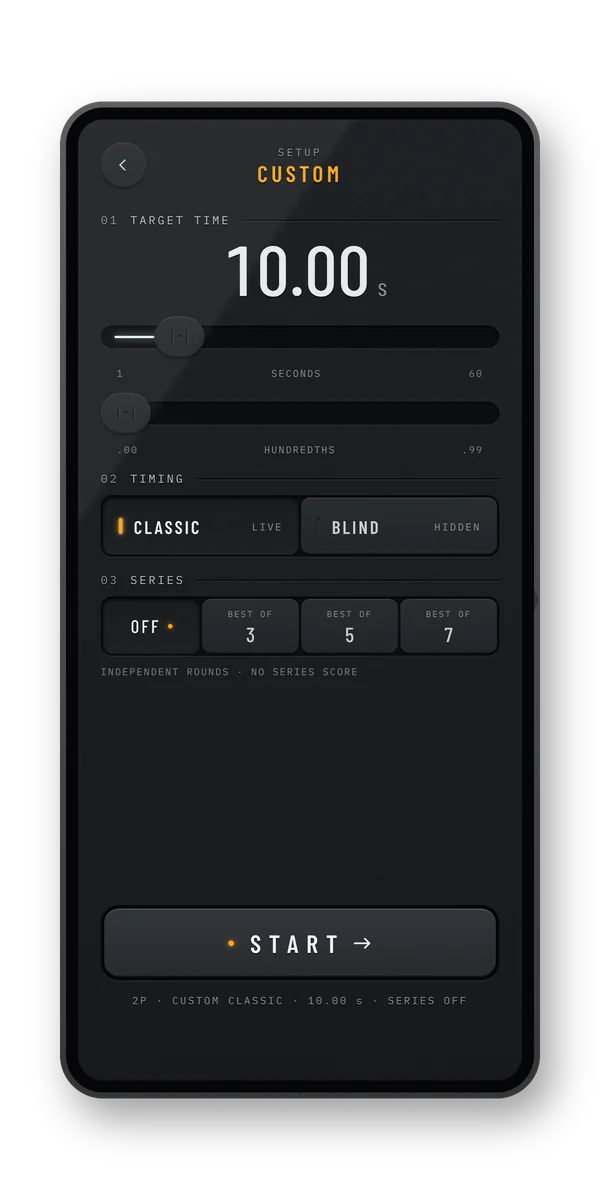 SETUP
CUSTOM
01 TARGET TIME
10.00 S
1 SECONDS 60
.00 HUNDREDTHS .99
02 TIMING
CLASSIC LIVE BLIND HIDDEN
03 SERIES
OFF BEST OF 3 BEST OF 5 BEST OF 7
INDEPENDENT ROUNDS · NO SERIES SCORE
START →
2P · CUSTOM CLASSIC · 10.00 s · SERIES OFF